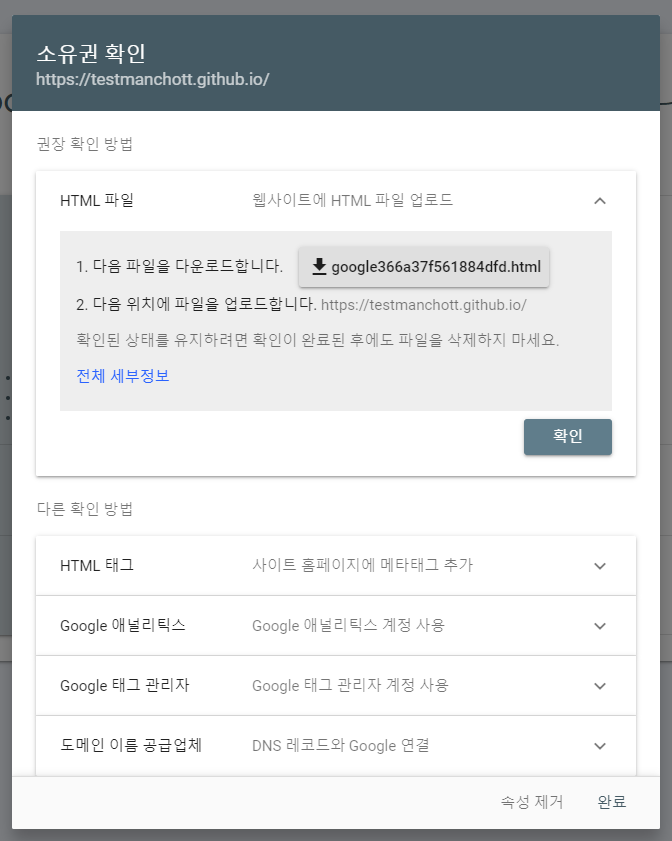 소유권 확인
https://testmanchott.github.io/
권장 확인 방법
HTML 파일 웹사이트에 HTML 파일 업로드
1. 다음 파일을 다운로드합니다. google366a37f561884dfd.html
2. 다음 위치에 파일을 업로드합니다. https://testmanchott.github.io/
확인된 상태를 유지하려면 확인이 완료된 후에도 파일을 삭제하지 마세요.
전체 세부정보
확인
다른 확인 방법
HTML 태그 사이트 홈페이지에 메타태그 추가
Google 애널리틱스 Google 애널리틱스 계정 사용
Google 태그 관리자 Google 태그 관리자 계정 사용
도메인 이름 공급업체 DNS 레코드와 Google 연결
속성 제거 완료